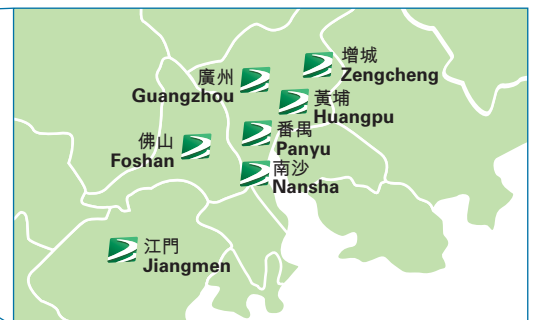 增城
Zengcheng
廣州
Guangzhou
黃埔
Huangpu
番禺
Panyu
佛山
Foshan
南沙
Nansha
江門
Jiangmen